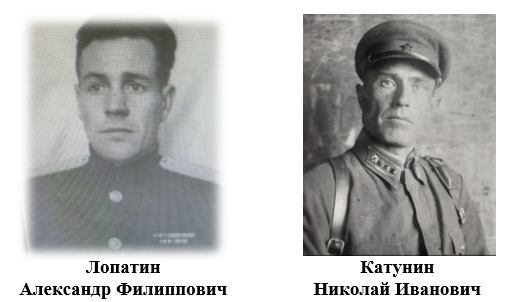 Лопатин
Александр Филиппович
Катунин
Николай Иванович